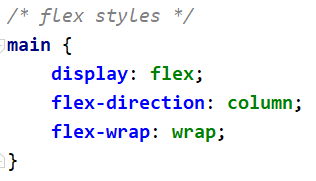 /* flex styles */
main {
    display: flex;
    flex-direction: column;
    flex-wrap: wrap;
}